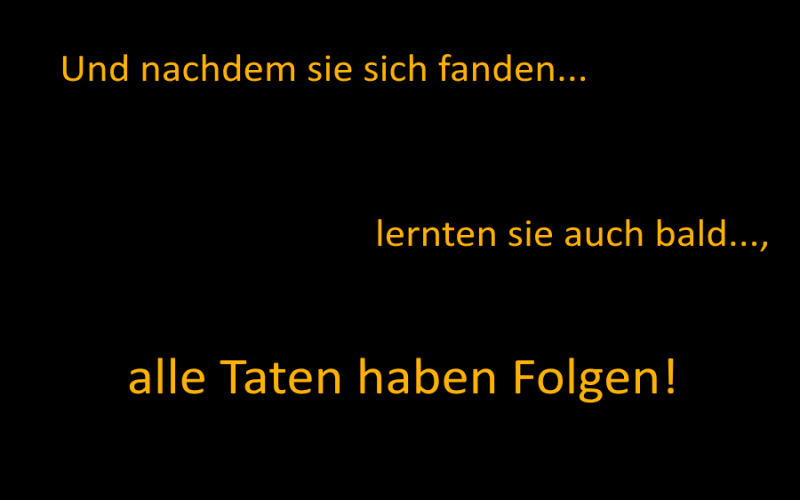 Und nachdem sie sich fanden...
lernten sie auch bald...,
alle Taten haben Folgen!